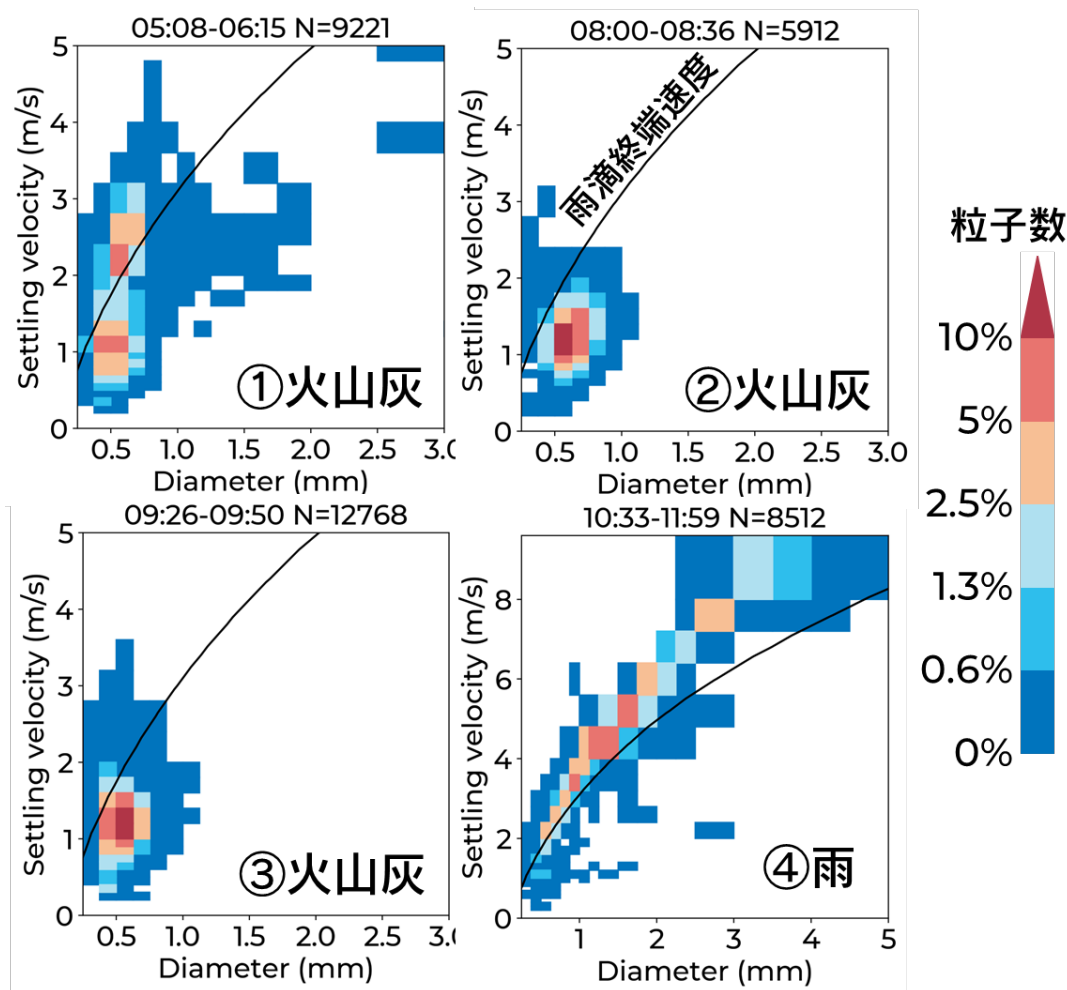 05:08-06:15 N=9221
5
4
3
2
1
0
Settling velocity (m/s)
①火山灰
0.5 1.0 1.5 2.0 2.5 3.0
Diameter (mm)
08:00-08:36 N=5912
5
4
3
2
1
0
Settling velocity (m/s)
雨滴終端速度
②火山灰
0.5 1.0 1.5 2.0 2.5 3.0
Diameter (mm)
粒子数
10%
5%
2.5%
1.3%
0.6%
0%
09:26-09:50 N=12768
5
4
3
2
1
0
Settling velocity (m/s)
③火山灰
0.5 1.0 1.5 2.0 2.5 3.0
Diameter (mm)
10:33-11:59 N=8512
8
6
4
2
0
Settling velocity (m/s)
④雨
1 2 3 4 5
Diameter (mm)